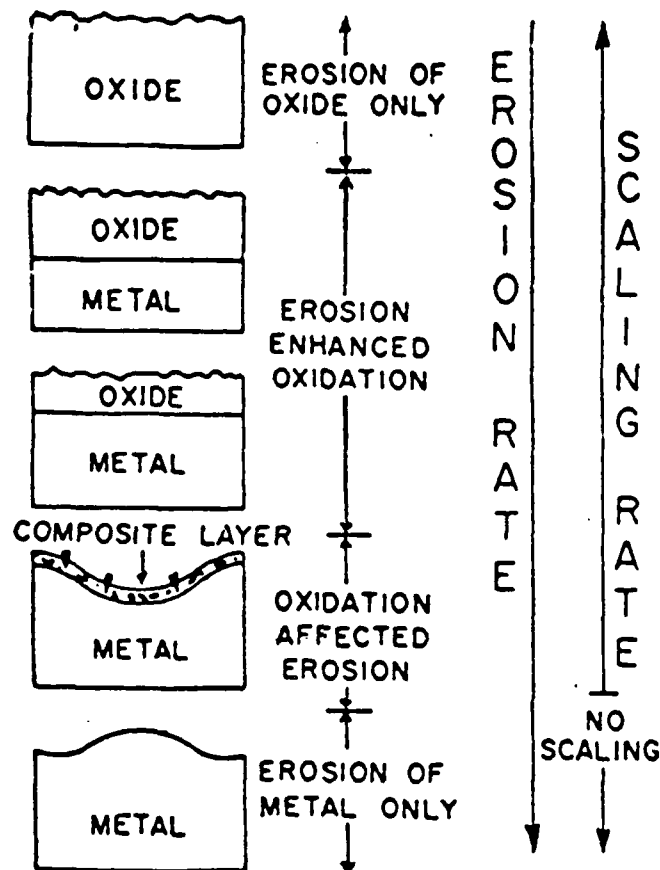 OXIDE
EROSION OF
OXIDE ONLY
OXIDE
METAL
EROSION
ENHANCED
OXIDATION
OXIDE
METAL
COMPOSITE LAYER
METAL
OXIDATION
AFFECTED
EROSION
METAL
EROSION OF
METAL ONLY
EROSION RATE
SCALING RATE
NO
SCALING